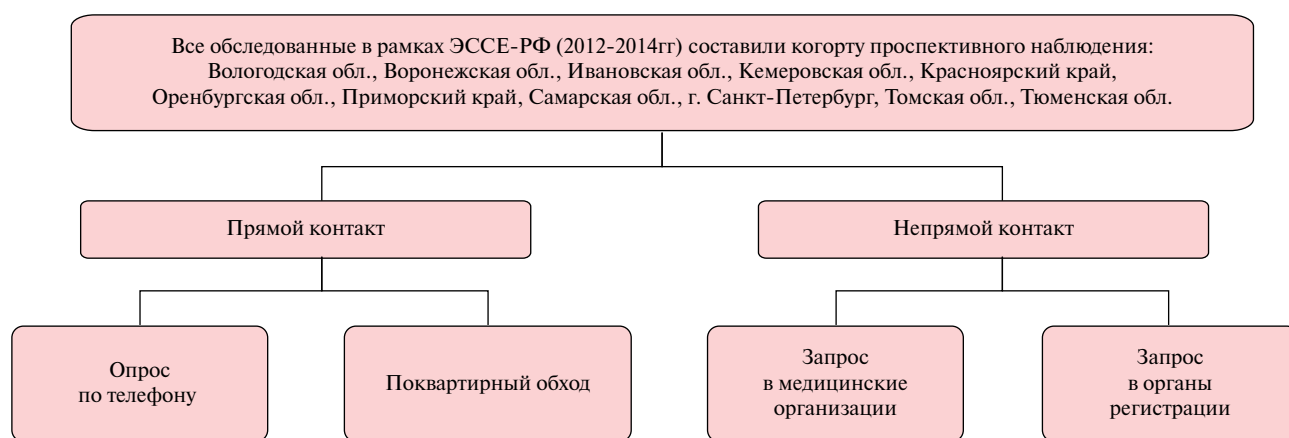 Все обследованные в рамках ЭССЕ-РФ (2012-2014гг) составили когорту проспективного наблюдения:
Вологодская обл., Воронежская обл., Ивановская обл., Кемеровская обл., Красноярский край,
Оренбургская обл., Приморский край, Самарская обл., г. Санкт-Петербург, Томская обл., Тюменская обл.
Прямой контакт
Непрямой контакт
Опрос
по телефону
Поквартирный обход
Запрос
в медицинские
организации
Запрос
в органы
регистрации